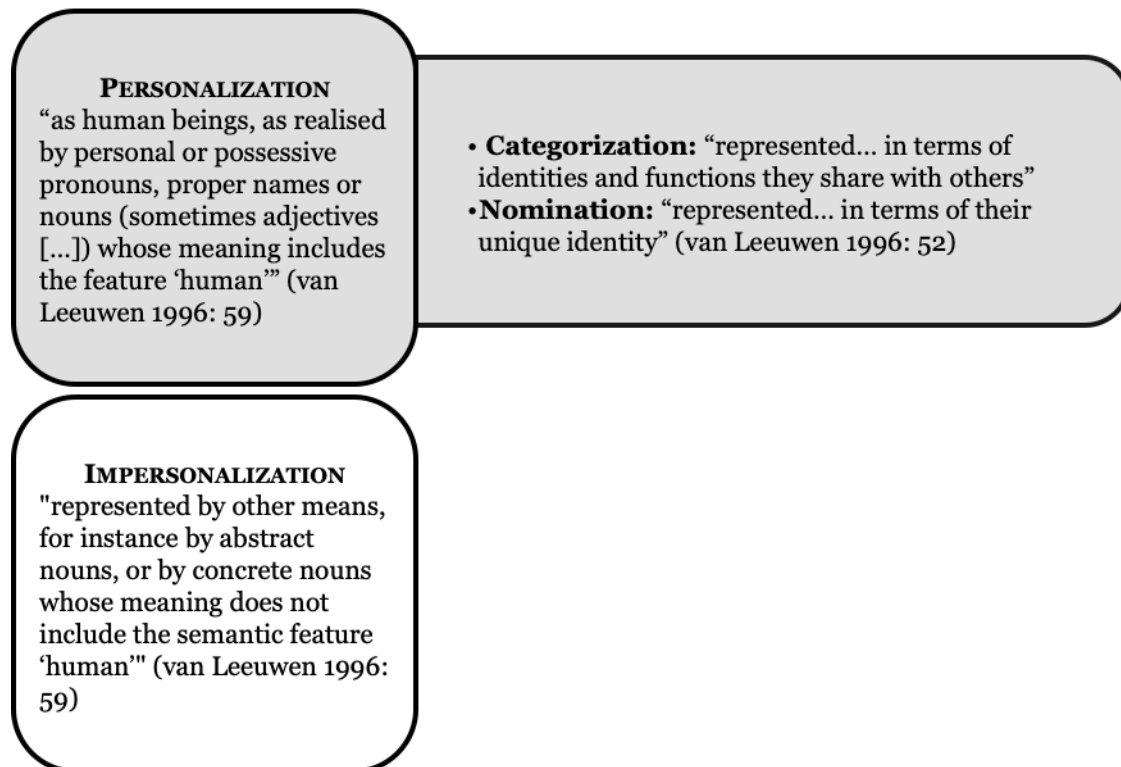 PERSONALIZATION
“as human beings, as realised
by personal or possessive
pronouns, proper names or
nouns (sometimes adjectives
[...]) whose meaning includes
the feature ‘human’” (van
Leeuwen 1996: 59)
• Categorization: “represented... in terms of
identities and functions they share with others”
•Nomination: “represented... in terms of their
unique identity” (van Leeuwen 1996: 52)
IMPERSONALIZATION
"represented by other means,
for instance by abstract
nouns, or by concrete nouns
whose meaning does not
include the semantic feature
‘human’" (van Leeuwen 1996:
59)